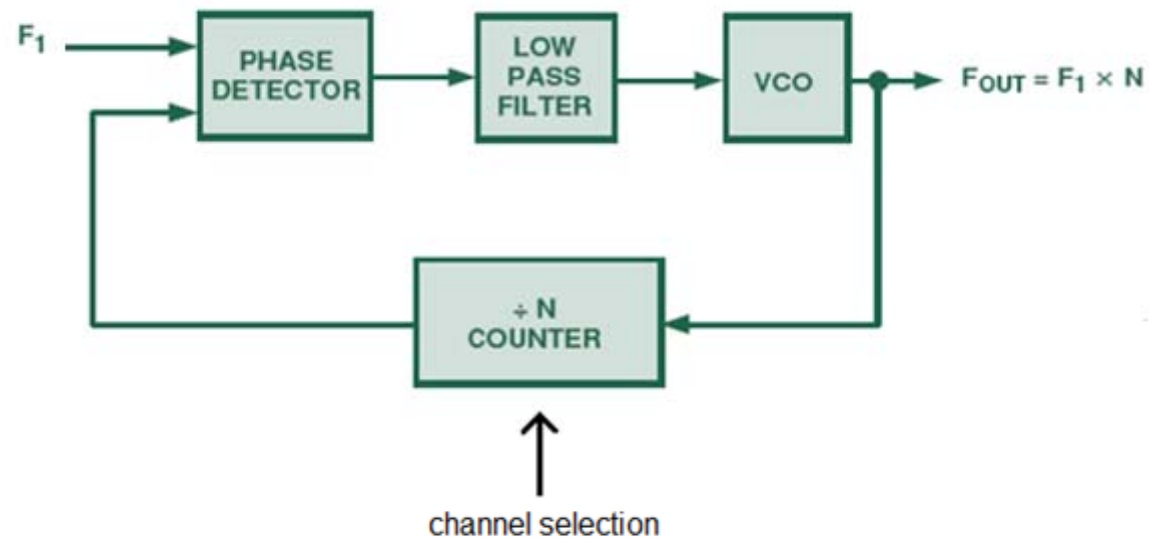 F1
PHASE
DETECTOR
LOW
PASS
FILTER
VCO
FOUT = F1 × N
÷ N
COUNTER
channel selection